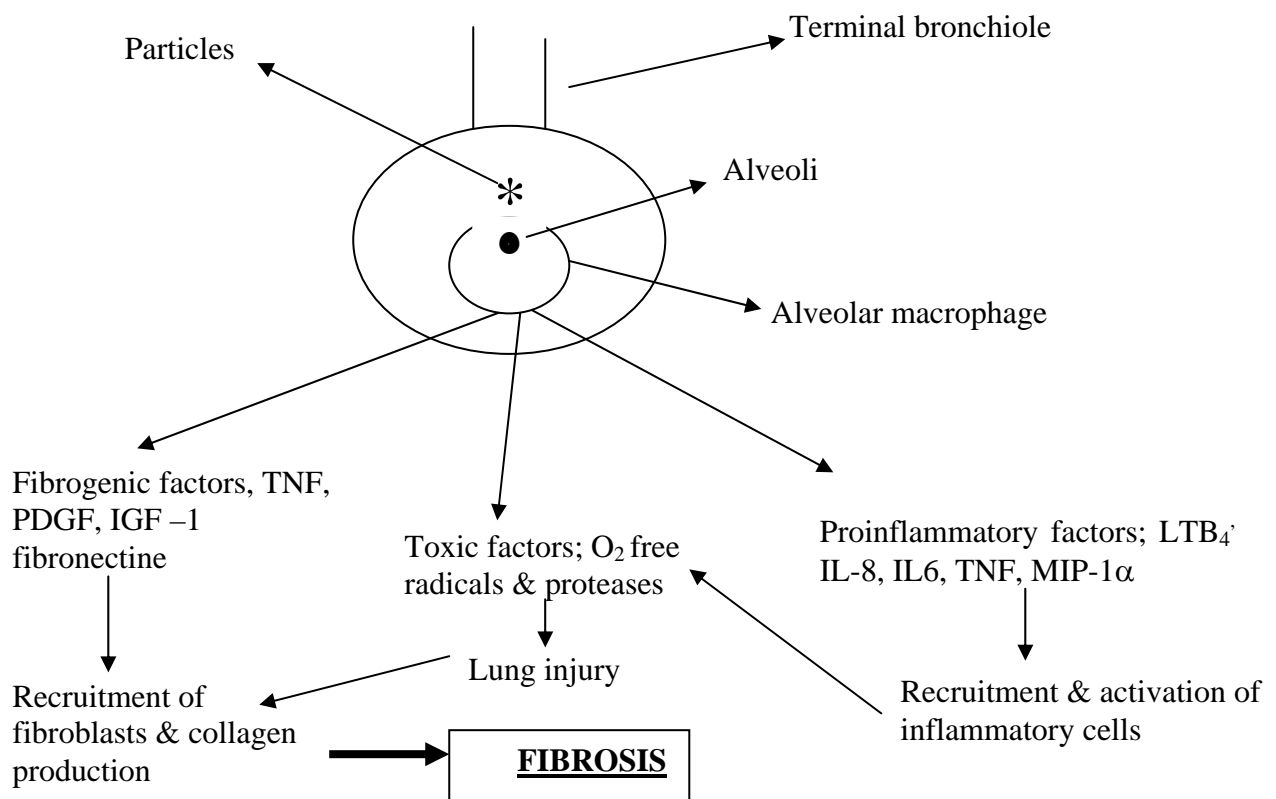 Terminal bronchiole
Particles
Alveoli
Alveolar macrophage
Fibrogenic factors, TNF,
PDGF, IGF –1
fibronectine
Toxic factors; O₂ free
radicals & proteases
Proinflammatory factors; LTB₄,
IL-8, IL6, TNF, MIP-1α
Lung injury
Recruitment of
fibroblasts & collagen
production
Recruitment & activation of
inflammatory cells
FIBROSIS